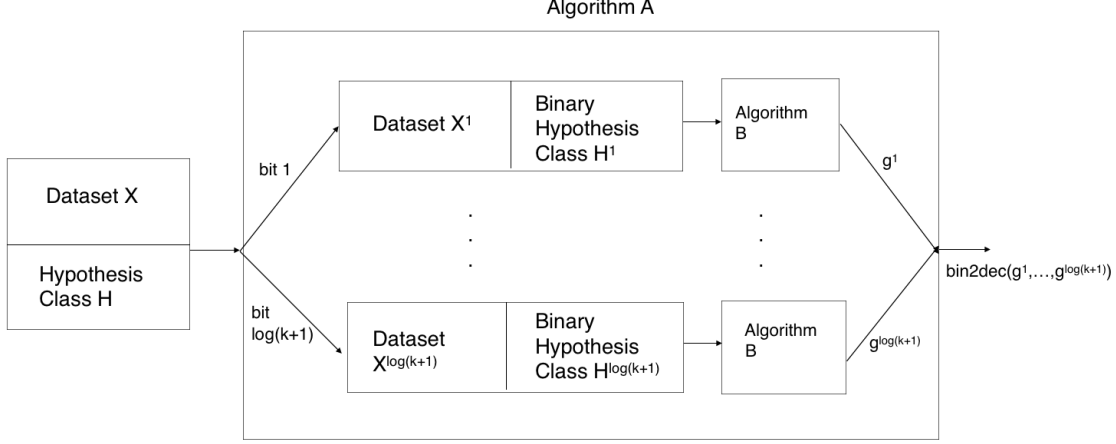 Algorithm A
Dataset X
Hypothesis
Class H
bit 1
Dataset X¹
Binary
Hypothesis
Class H¹
Algorithm
B
g¹
.
.
.
.
.
.
bit
log(k+1)
Dataset
Xlog(k+1)
Binary
Hypothesis
Class Hlog(k+1)
Algorithm
B
glog(k+1)
bin2dec(g¹,…,glog(k+1))